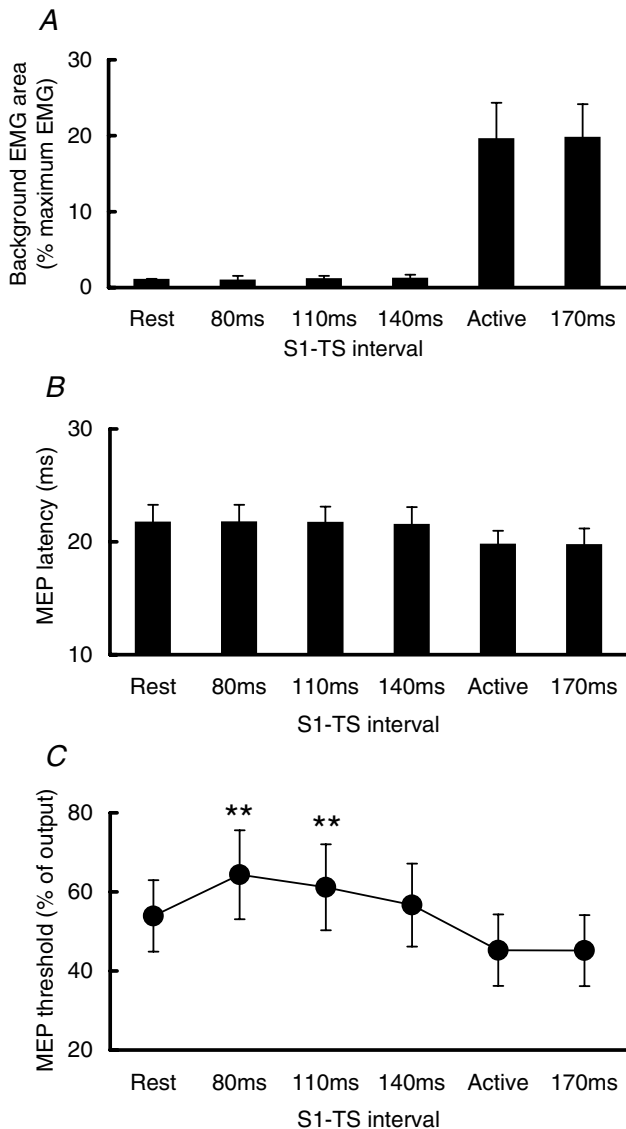 A
Background EMG area
(% maximum EMG)
30
20
10
0
Rest 80ms 110ms 140ms Active 170ms
S1-TS interval
B
MEP latency (ms)
30
20
10
Rest 80ms 110ms 140ms Active 170ms
S1-TS interval
C
MEP threshold (% of output)
80
60
40
20
** **
Rest 80ms 110ms 140ms Active 170ms
S1-TS interval